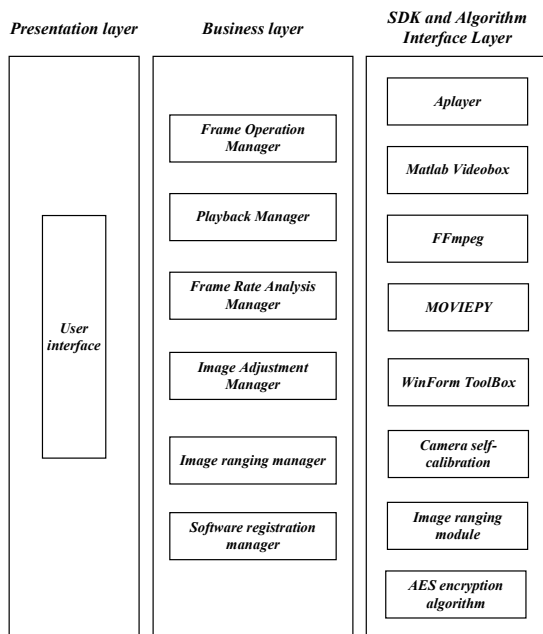 Presentation layer
Business layer
SDK and Algorithm
Interface Layer
User
interface
Frame Operation
Manager
Playback Manager
Frame Rate Analysis
Manager
Image Adjustment
Manager
Image ranging manager
Software registration
manager
Aplayer
Matlab Videobox
FFmpeg
MOVIEPY
WinForm ToolBox
Camera self-
calibration
Image ranging
module
AES encryption
algorithm